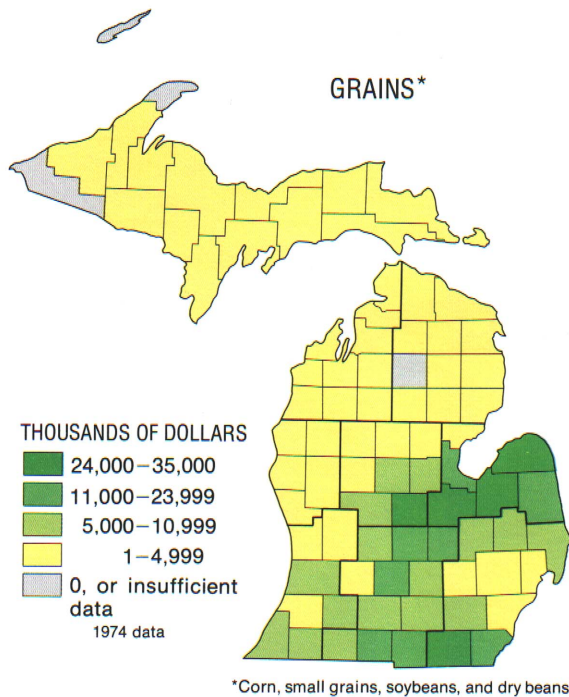 GRAINS*
THOUSANDS OF DOLLARS
24,000–35,000
11,000–23,999
5,000–10,999
1–4,999
0, or insufficient
data
1974 data
*Corn, small grains, soybeans, and dry beans